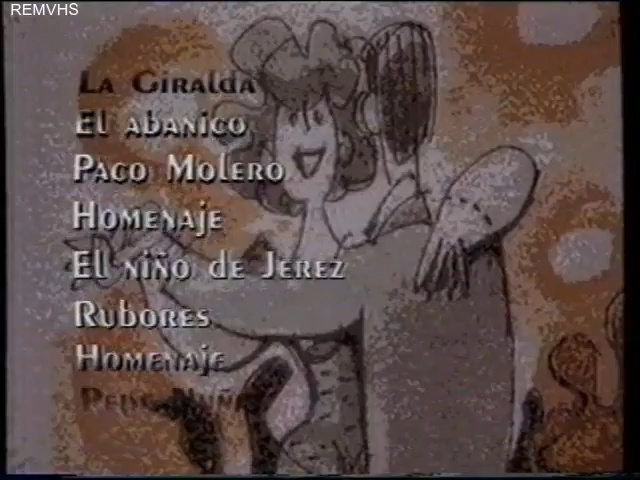 REMVHS
La Giralda
El abanico
Paco Molero
Homenaje
El niño de Jerez
Rubores
Homenaje